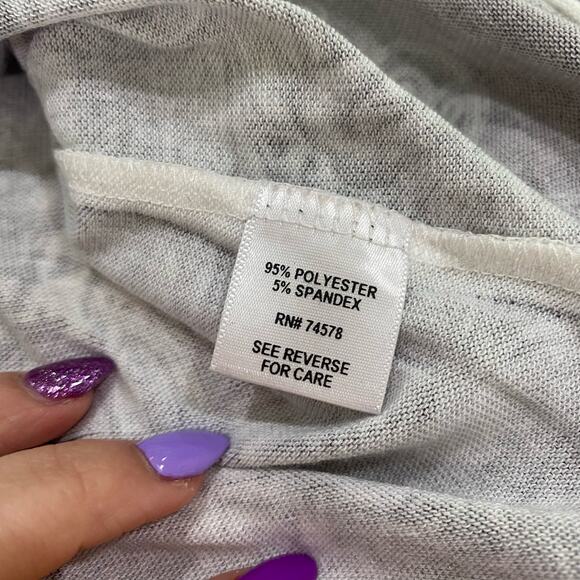 95% POLYESTER
5% SPANDEX
RN# 74578
SEE REVERSE
FOR CARE